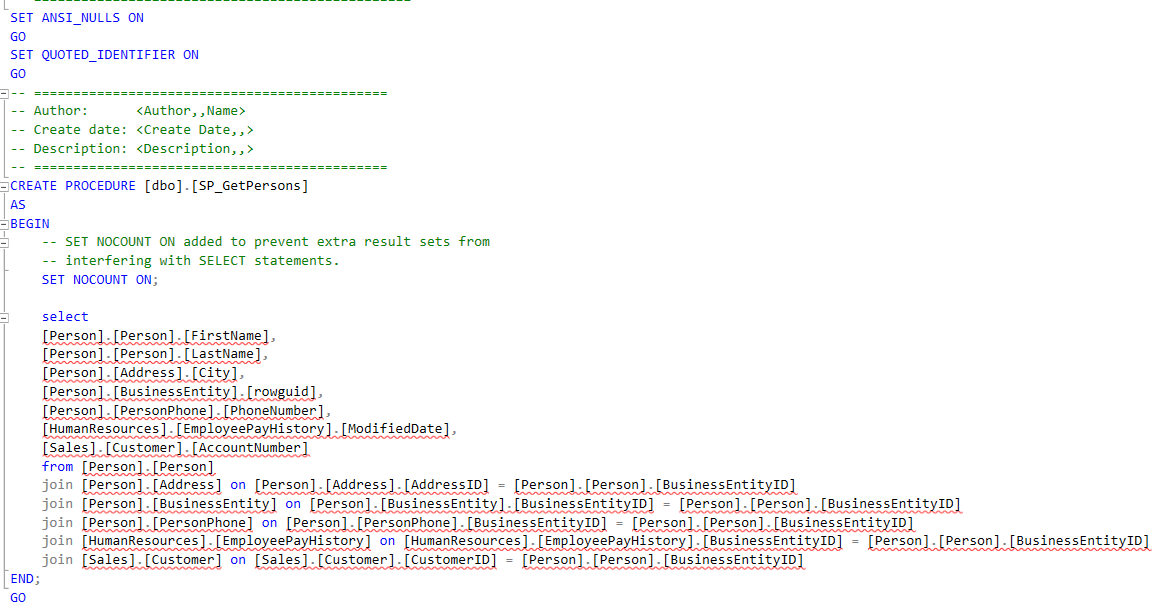 -- ================================================
SET ANSI_NULLS ON
GO
SET QUOTED_IDENTIFIER ON
GO
-- =============================================
-- Author:      <Author,,Name>
-- Create date: <Create Date,,>
-- Description: <Description,,>
-- =============================================
CREATE PROCEDURE [dbo].[SP_GetPersons]
AS
BEGIN
    -- SET NOCOUNT ON added to prevent extra result sets from
    -- interfering with SELECT statements.
    SET NOCOUNT ON;

    select
    [Person].[Person].[FirstName],
    [Person].[Person].[LastName],
    [Person].[Address].[City],
    [Person].[BusinessEntity].[rowguid],
    [Person].[PersonPhone].[PhoneNumber],
    [HumanResources].[EmployeePayHistory].[ModifiedDate],
    [Sales].[Customer].[AccountNumber]
    from [Person].[Person]
    join [Person].[Address] on [Person].[Address].[AddressID] = [Person].[Person].[BusinessEntityID]
    join [Person].[BusinessEntity] on [Person].[BusinessEntity].[BusinessEntityID] = [Person].[Person].[BusinessEntityID]
    join [Person].[PersonPhone] on [Person].[PersonPhone].[BusinessEntityID] = [Person].[Person].[BusinessEntityID]
    join [HumanResources].[EmployeePayHistory] on [HumanResources].[EmployeePayHistory].[BusinessEntityID] = [Person].[Person].[BusinessEntityID]
    join [Sales].[Customer] on [Sales].[Customer].[CustomerID] = [Person].[Person].[BusinessEntityID]
END;
GO